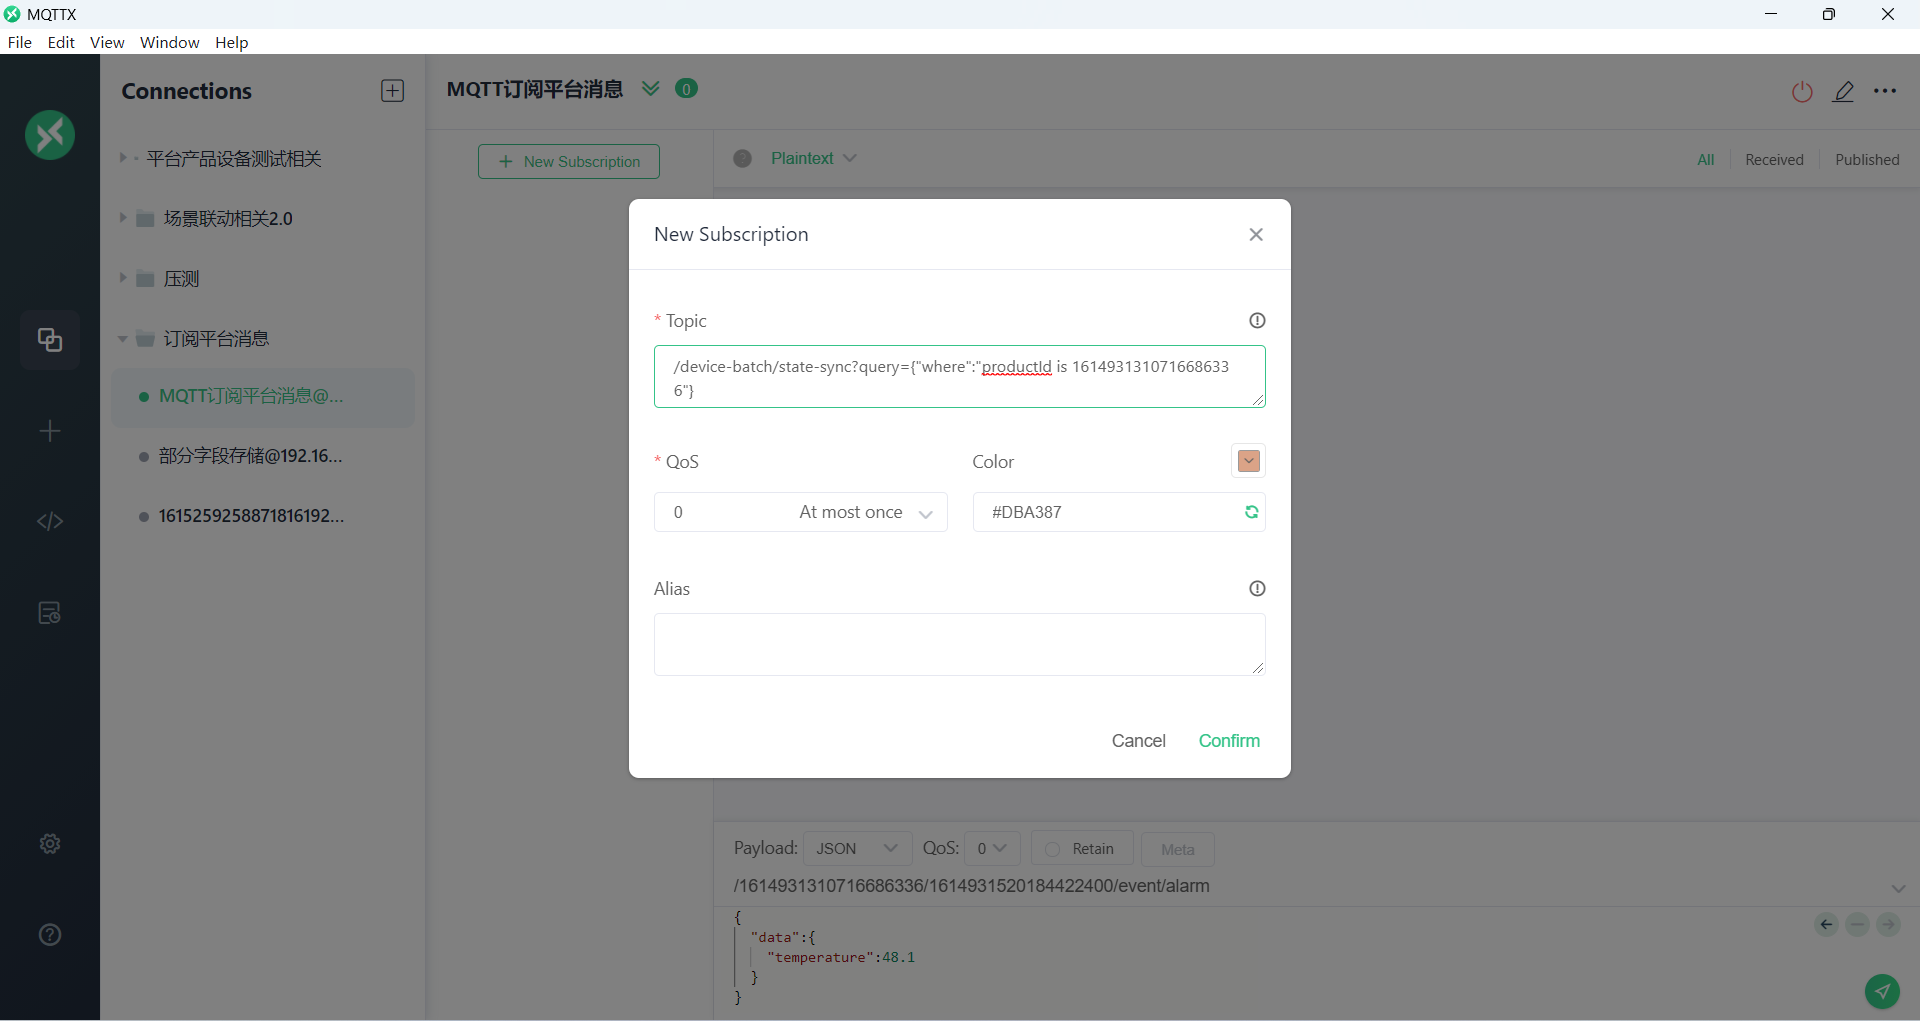 MQTTX
File Edit View Window Help
Connections
平台产品设备测试相关
场景联动相关2.0
压测
订阅平台消息
MQTT订阅平台消息@...
部分字段存储@192.16...
1615259258871816192...
MQTT订阅平台消息 0
New Subscription
Plaintext
All Received Published
New Subscription
* Topic
/device-batch/state-sync?query={"where":"productId is 161493131071668633
6"}
* QoS
Color
0 At most once
#DBA387
Alias
Cancel Confirm
Payload: JSON QoS: 0 Retain Meta
/1614931310716686336/1614931520184422400/event/alarm
{
"data":{
"temperature":48.1
}
}